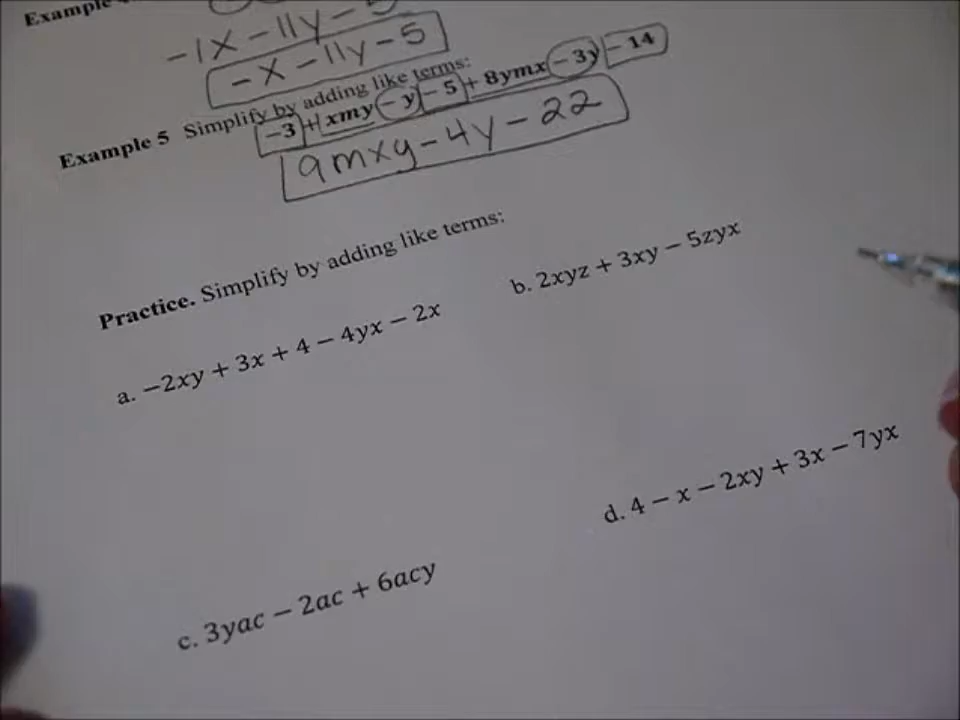 Example
-1x - 11y - 5
-x - 11y - 5
Example 5 Simplify by adding like terms:
-3 + xmy - y - 5 + 8ymx - 3y - 14
9mxy - 4y - 22
Practice. Simplify by adding like terms:
a. −2xy + 3x + 4 − 4yx − 2x
b. 2xyz + 3xy − 5zyx
c. 3yac − 2ac + 6acy
d. 4 − x − 2xy + 3x − 7yx